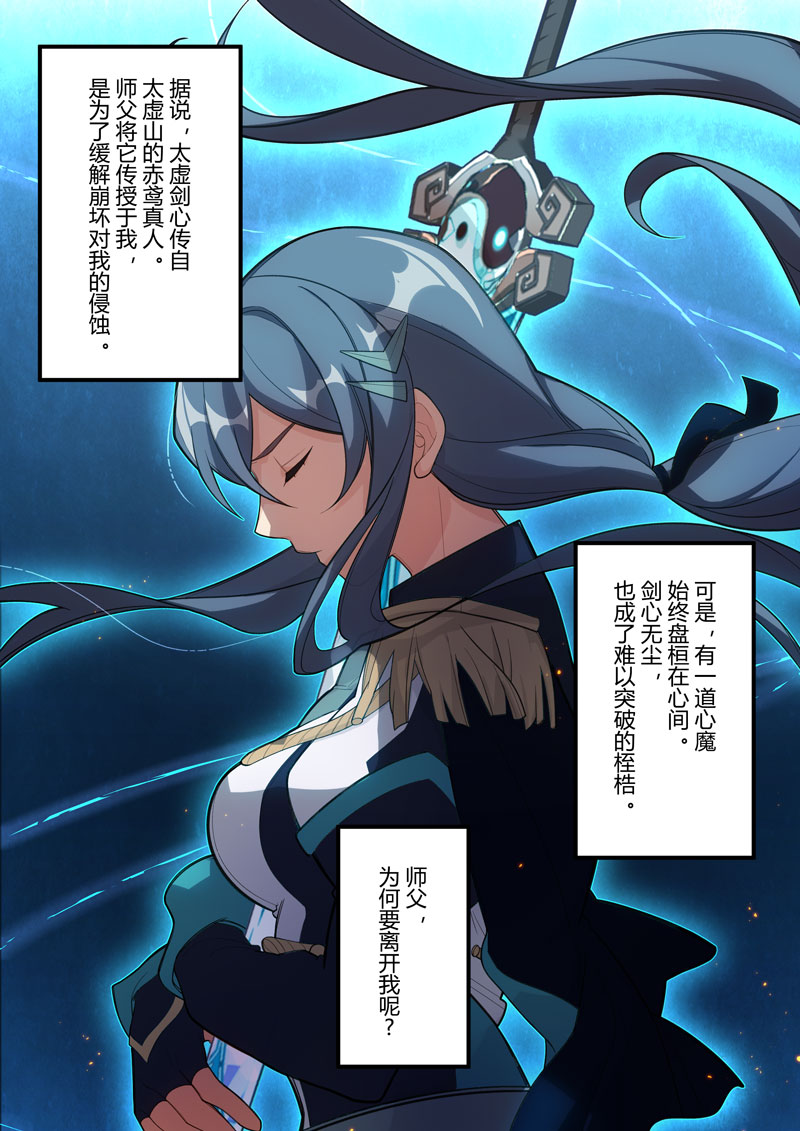 据说，太虚剑心传自
太虚山的赤鸢真人。
师父将它传授于我，
是为了缓解崩坏对我的侵蚀。
可是，有一道心魔
始终盘桓在心间。
剑心无尘，
也成了难以突破的桎梏。
师父，
为何要离开我呢？